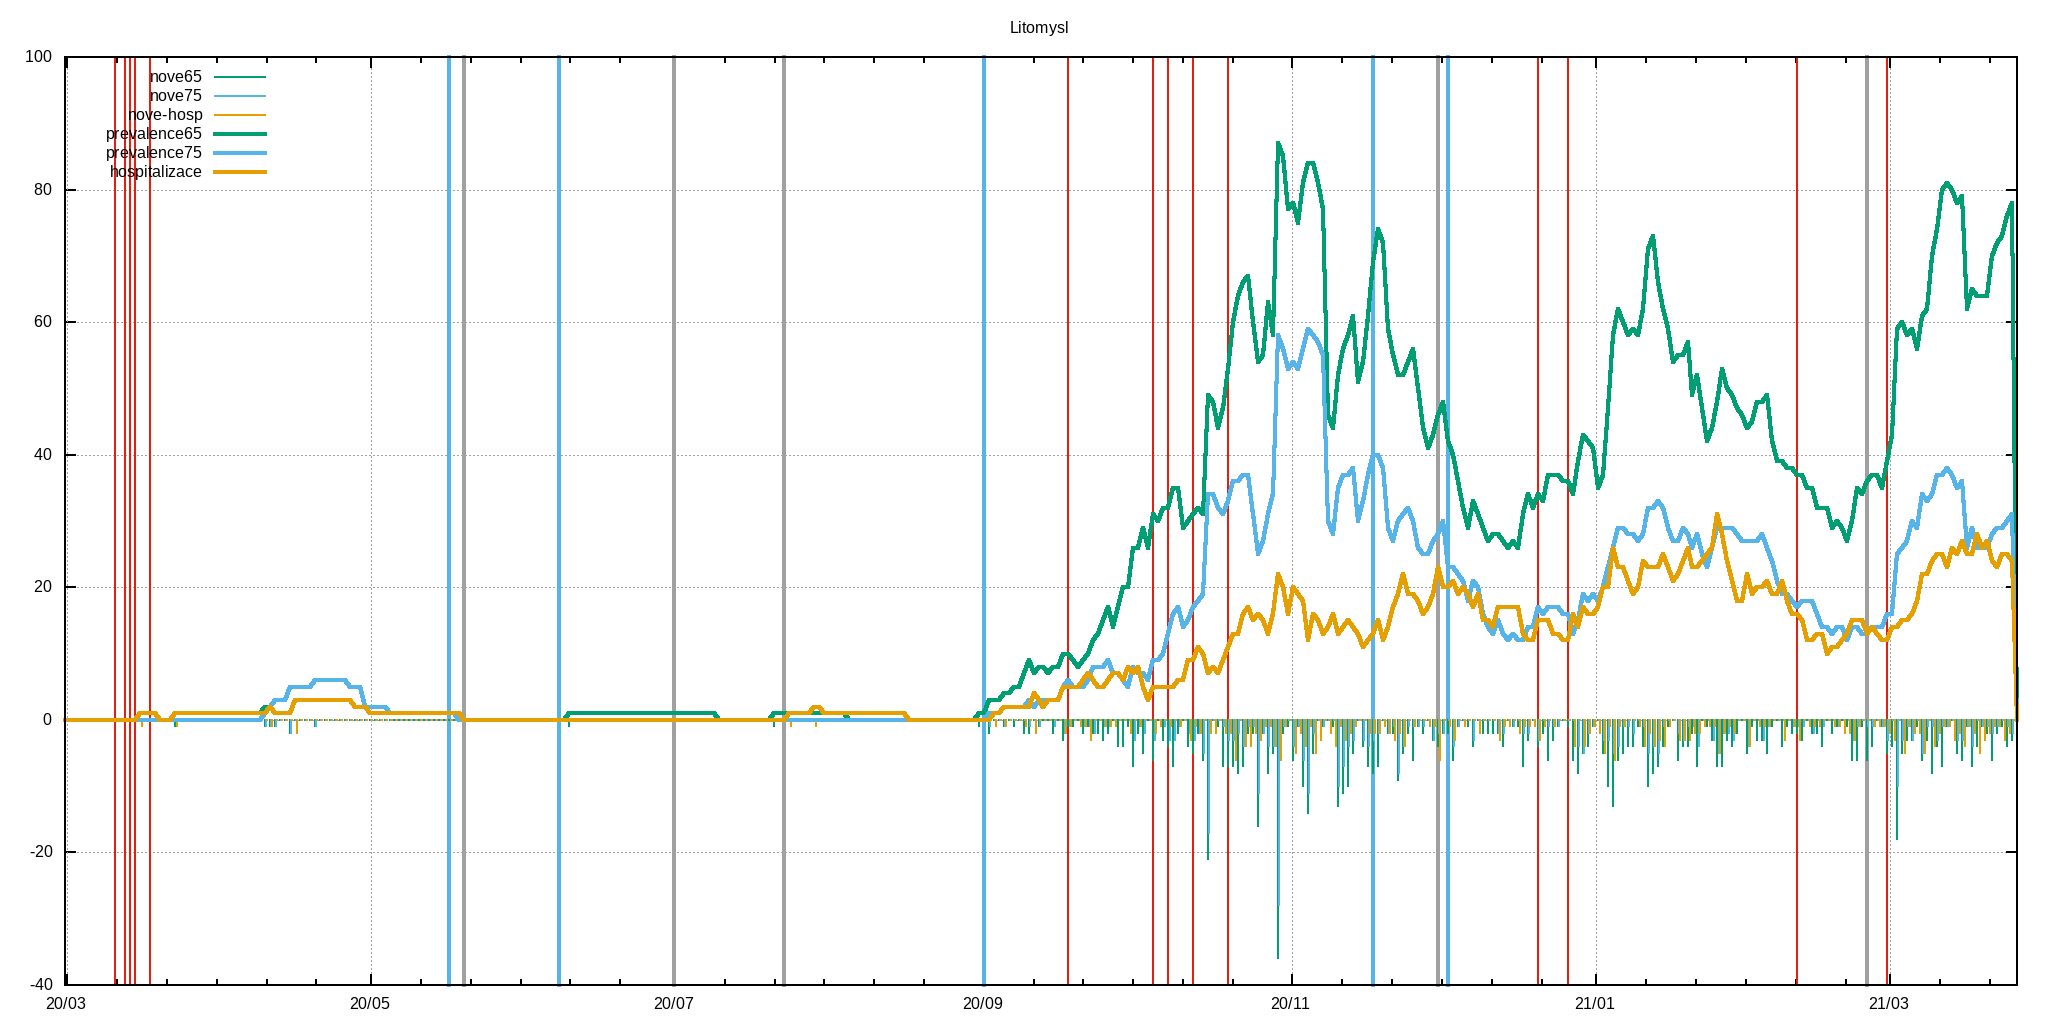 Litomysl
100
80
60
40
20
0
-20
-40
nove65
nove75
nove-hosp
prevalence65
prevalence75
hospitalizace
20/03 20/05 20/07 20/09 20/11 21/01 21/03